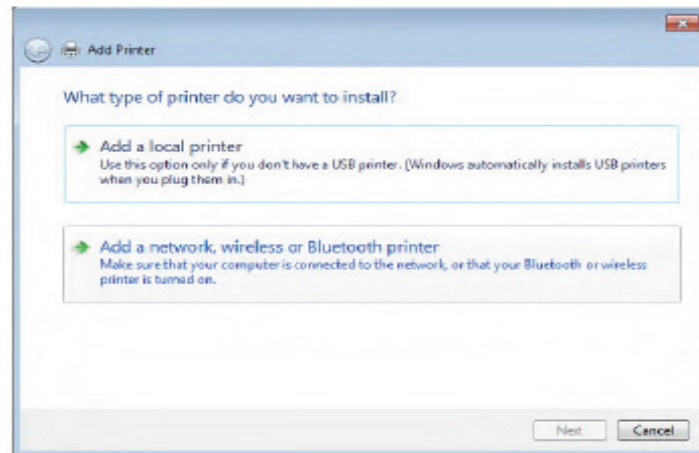 Add Printer
What type of printer do you want to install?
Add a local printer
Use this option only if you don't have a USB printer. (Windows automatically installs USB printers
when you plug them in.)
Add a network, wireless or Bluetooth printer
Make sure that your computer is connected to the network, or that your Bluetooth or wireless
printer is turned on.
Next
Cancel